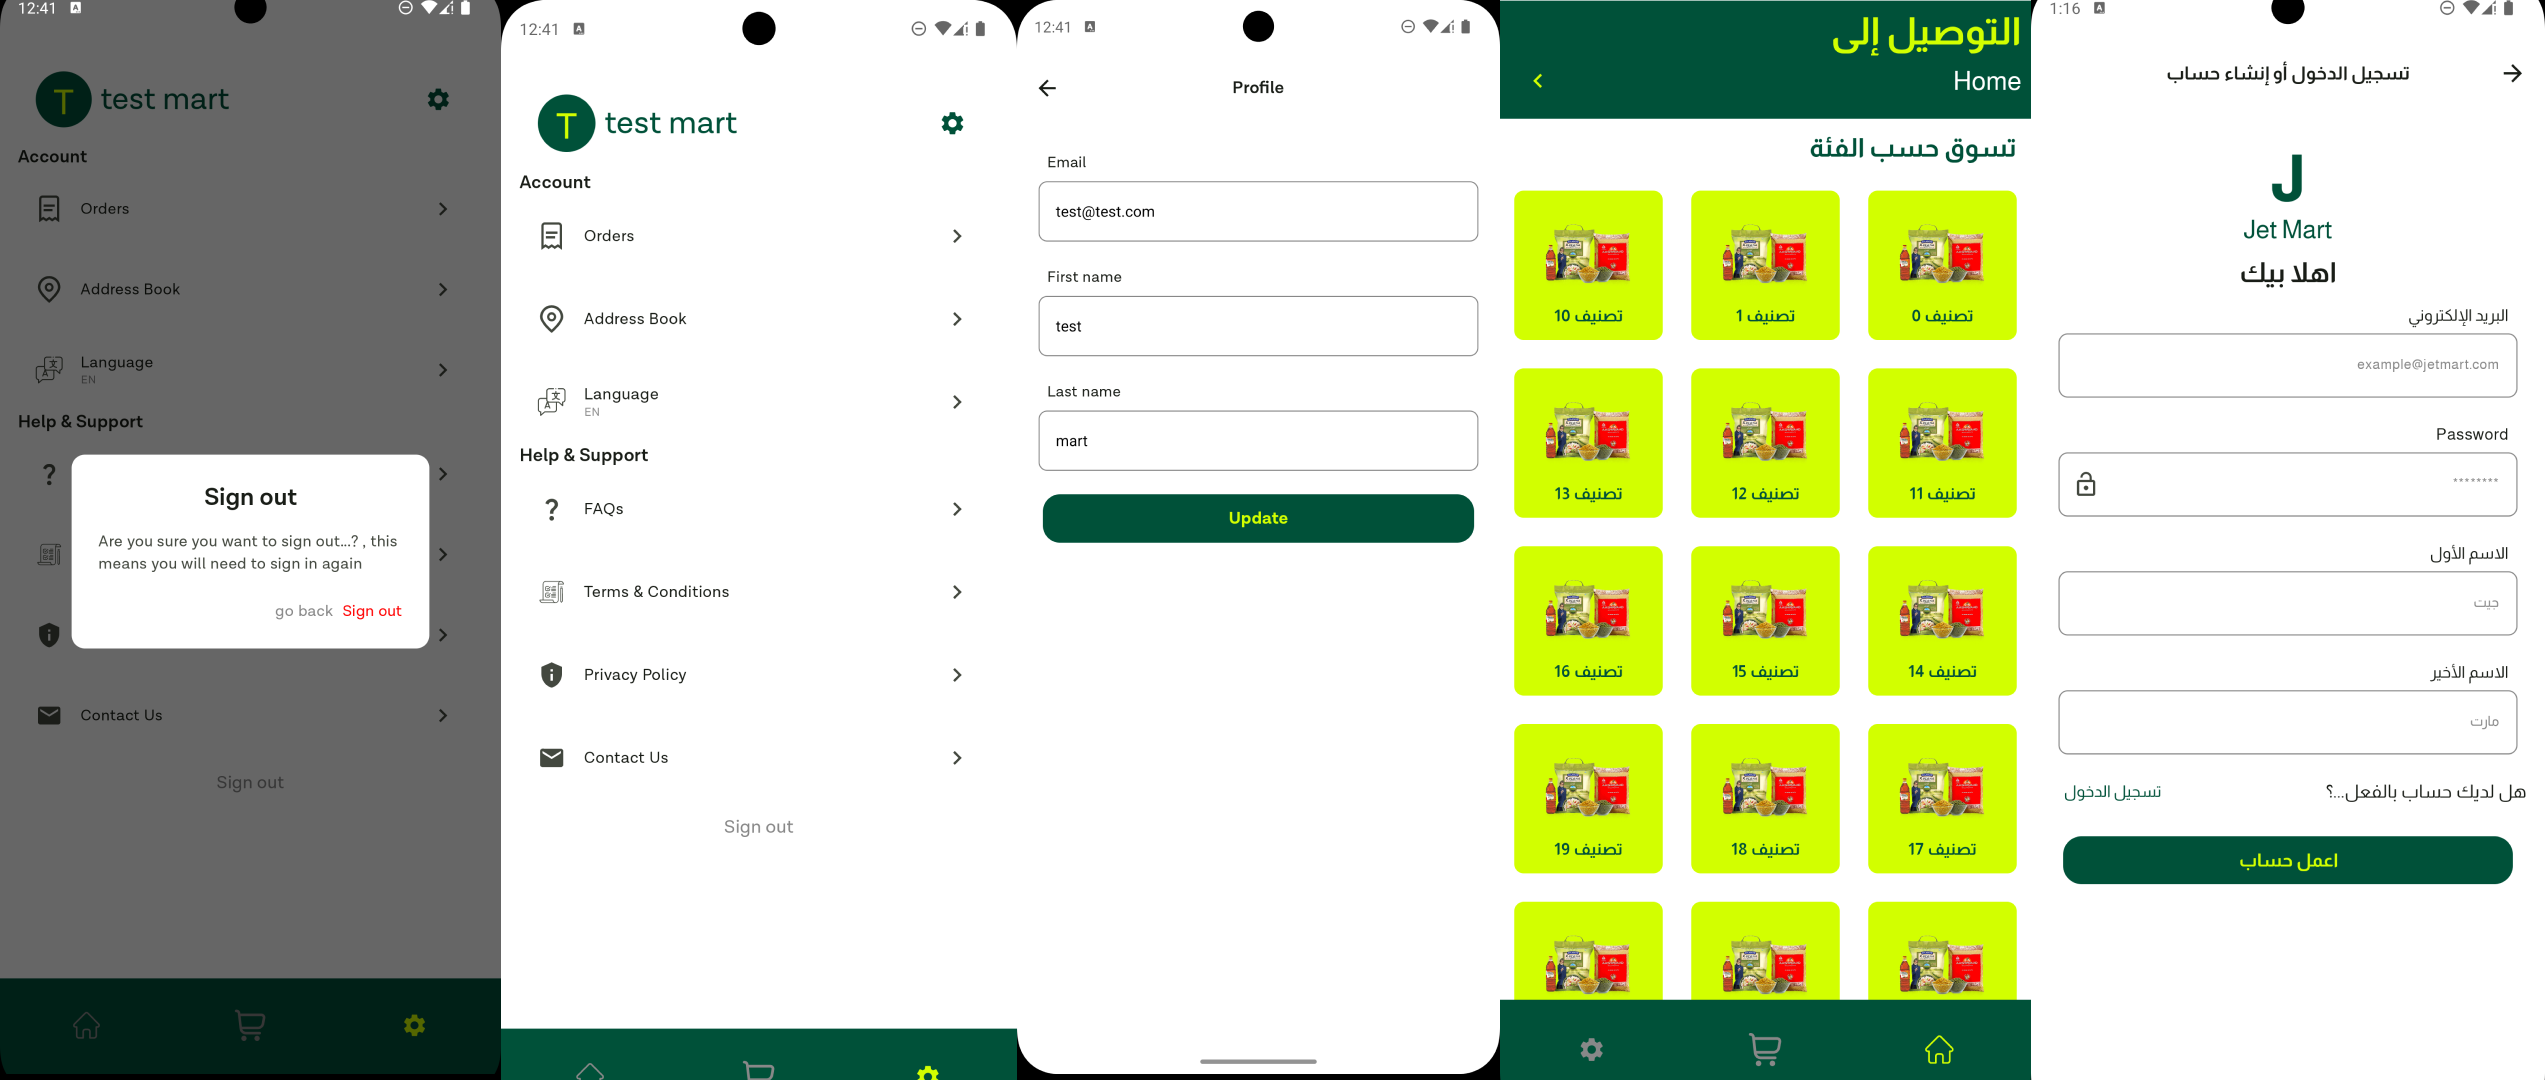 12:41
T test mart
Account
Orders
Address Book
Language
EN
Help & Support
?
Sign out
Are you sure you want to sign out...? , this
means you will need to sign in again
go back Sign out
Contact Us
Sign out
12:41
T test mart
Account
Orders
Address Book
Language
EN
Help & Support
? FAQs
Terms & Conditions
Privacy Policy
Contact Us
Sign out
12:41
Profile
Email
test@test.com
First name
test
Last name
mart
Update
التوصيل إلى
Home
تسوق حسب الفئة
تصنيف 0
تصنيف 1
تصنيف 10
تصنيف 11
تصنيف 12
تصنيف 13
تصنيف 14
تصنيف 15
تصنيف 16
تصنيف 17
تصنيف 18
تصنيف 19
1:16
تسجيل الدخول أو إنشاء حساب
J
Jet Mart
اهلا بيك
البريد الإلكتروني
example@jetmart.com
Password
********
الاسم الأول
جيت
الاسم الأخير
مارت
هل لديك حساب بالفعل...؟ تسجيل الدخول
اعمل حساب